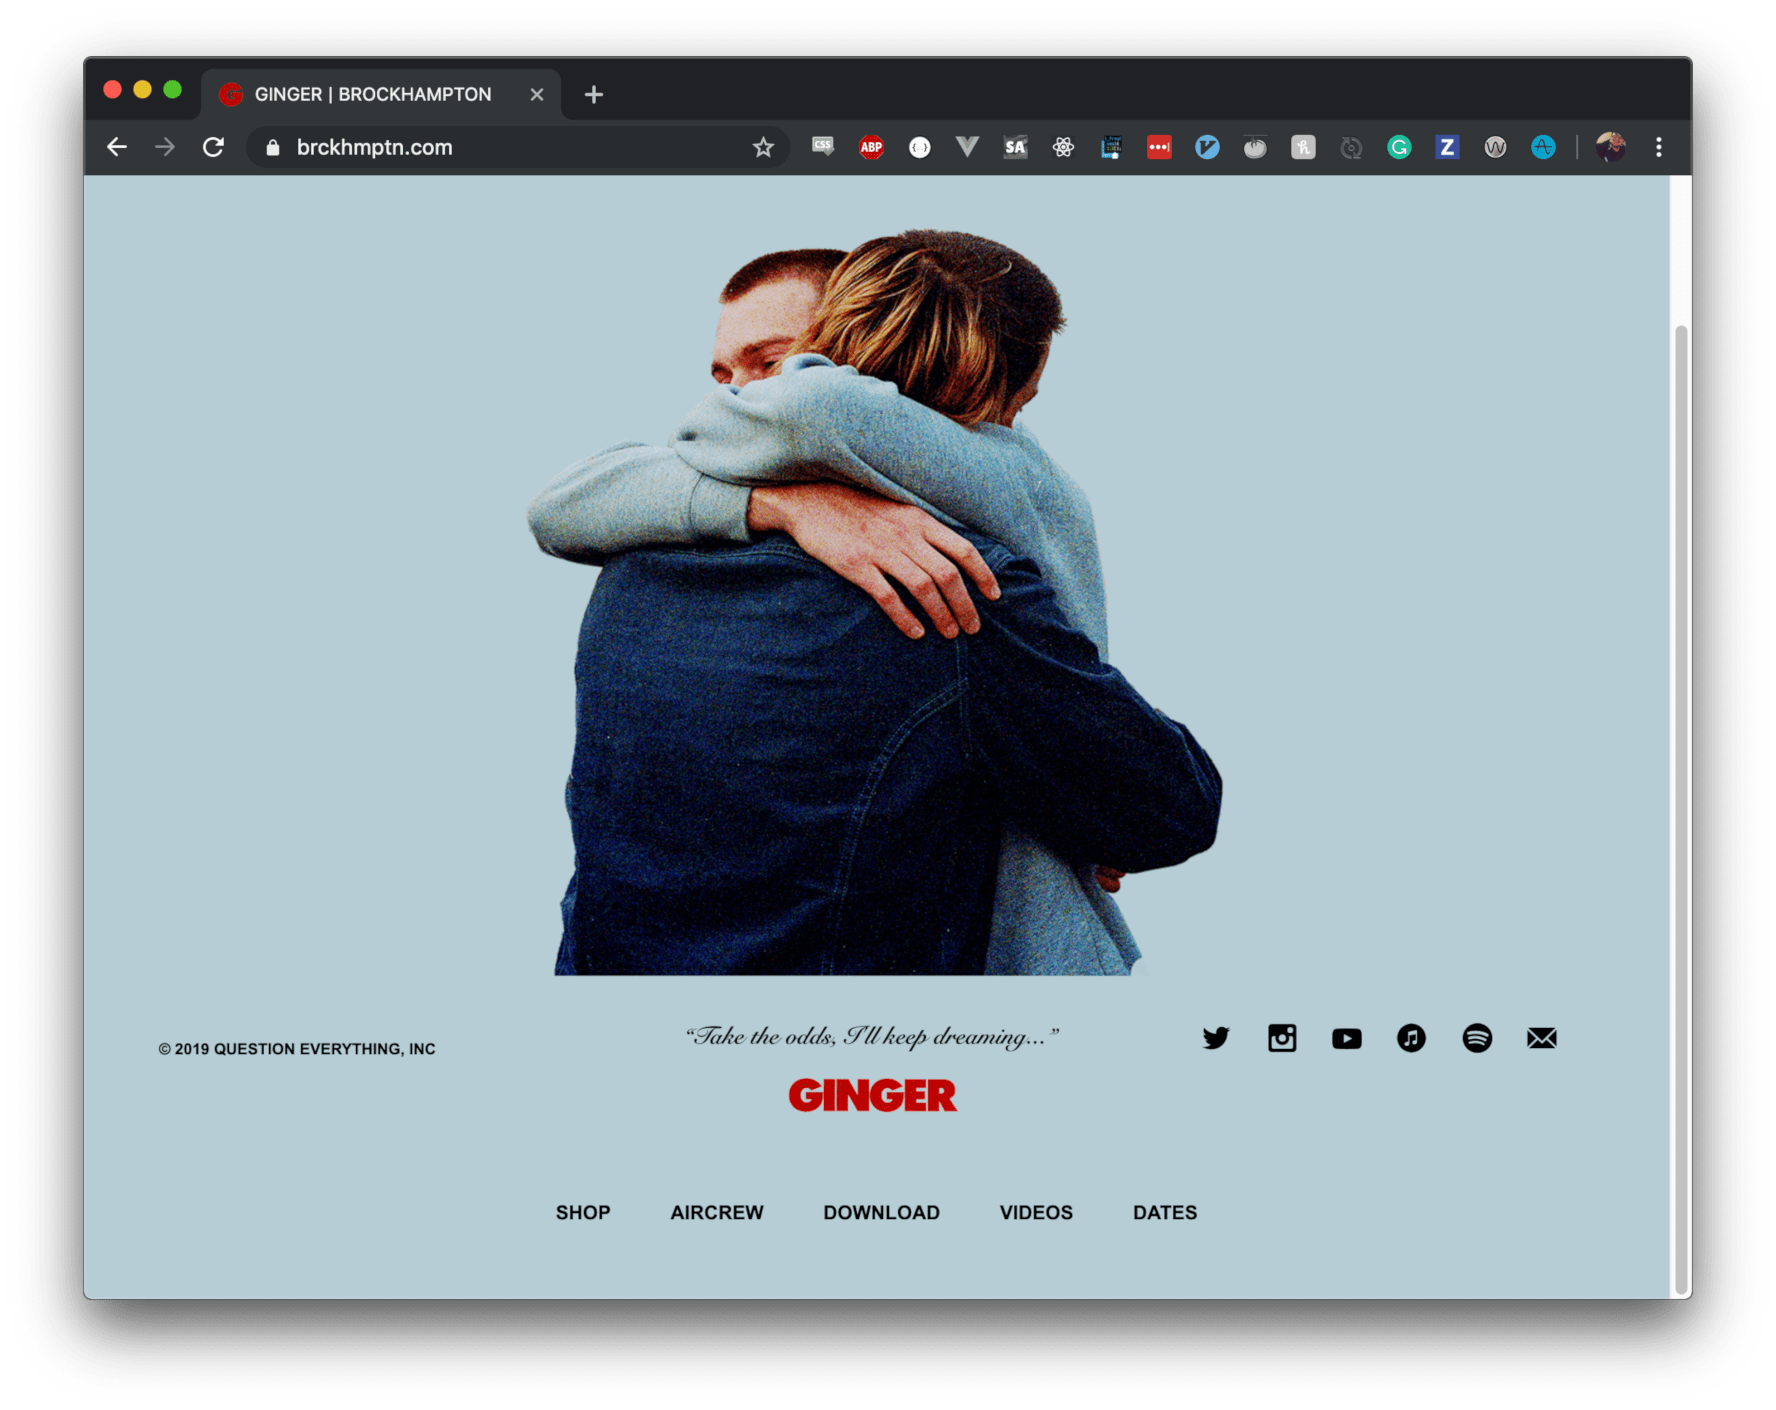 GINGER | BROCKHAMPTON
brckhmptn.com
CSS
ABP
SA
Z
© 2019 QUESTION EVERYTHING, INC
“Take the odds, I'll keep dreaming...”
GINGER
SHOP AIRCREW DOWNLOAD VIDEOS DATES